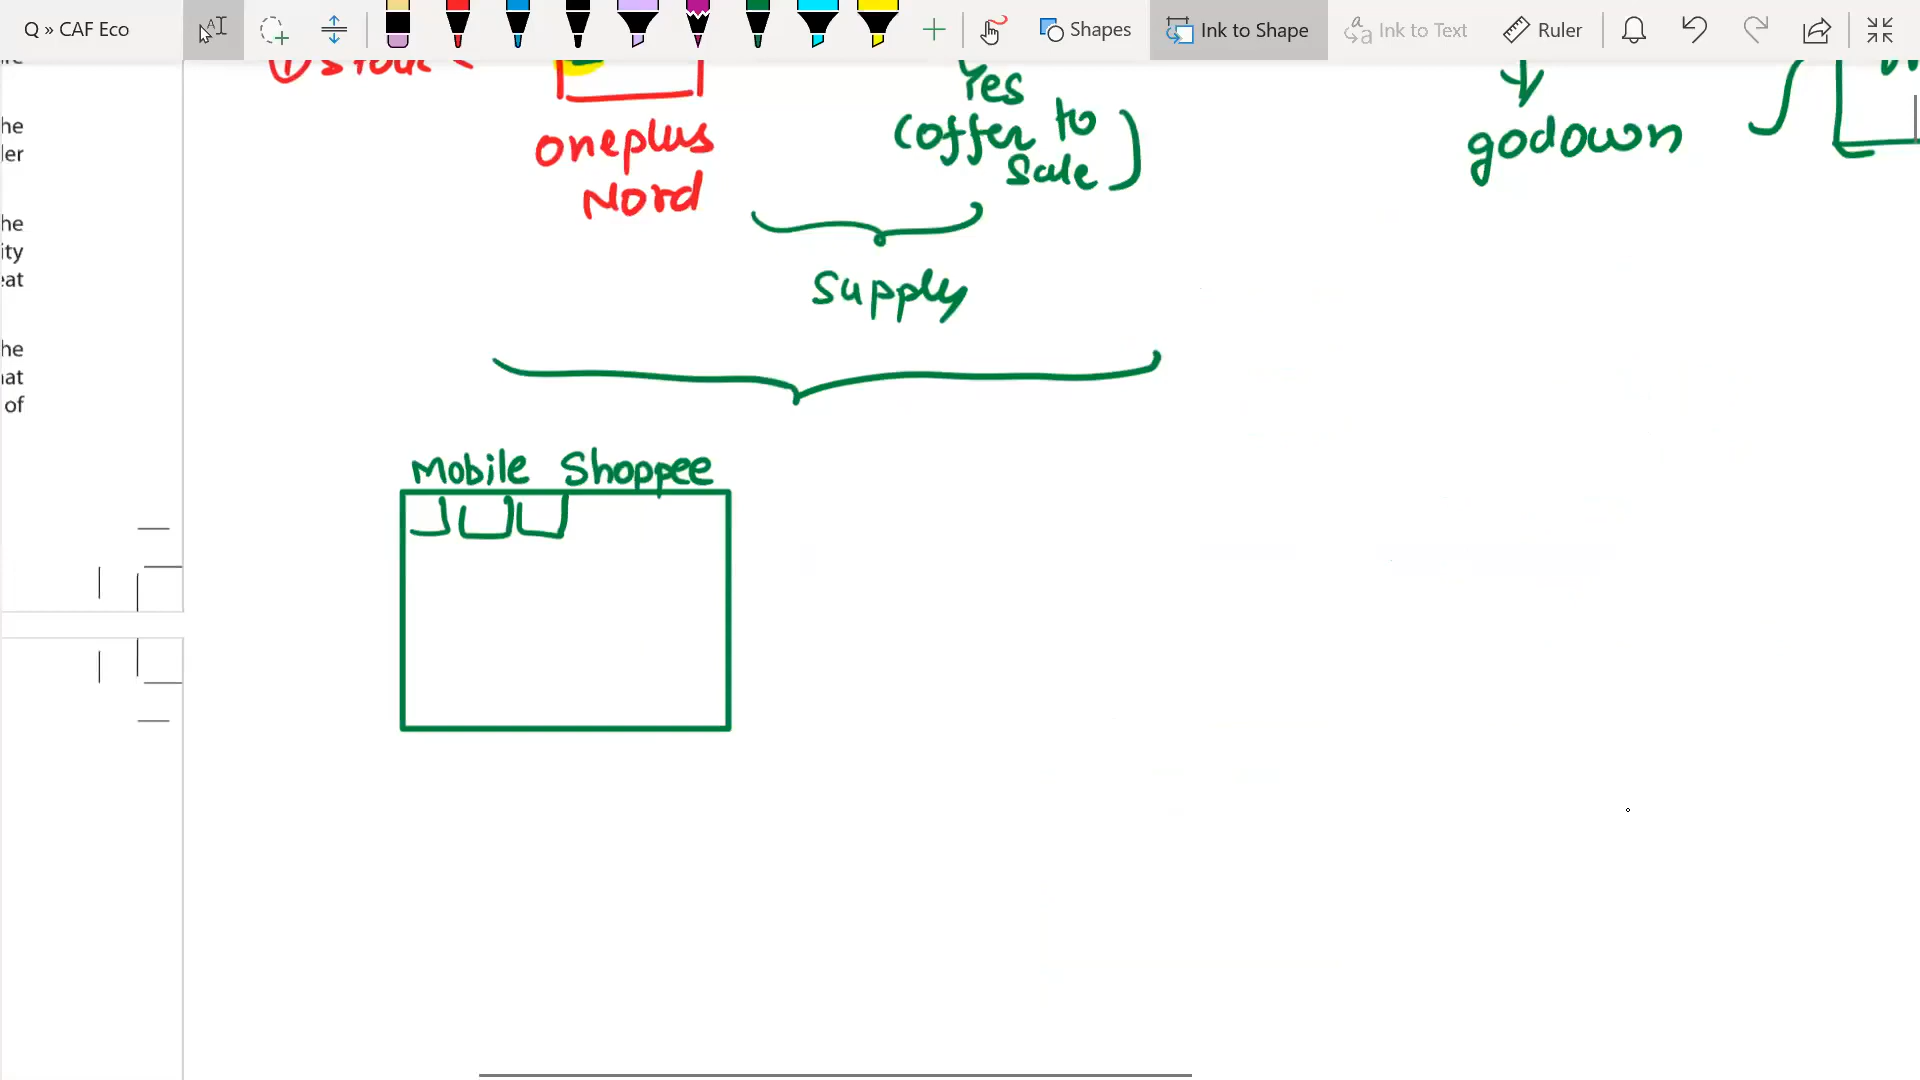 Q » CAF Eco
Shapes
Ink to Shape
Ink to Text
Ruler
he
ler
he
ity
eat
he
of
Yes
(offer to
Sale)
oneplus
Nord
godown
Supply
Mobile Shoppee